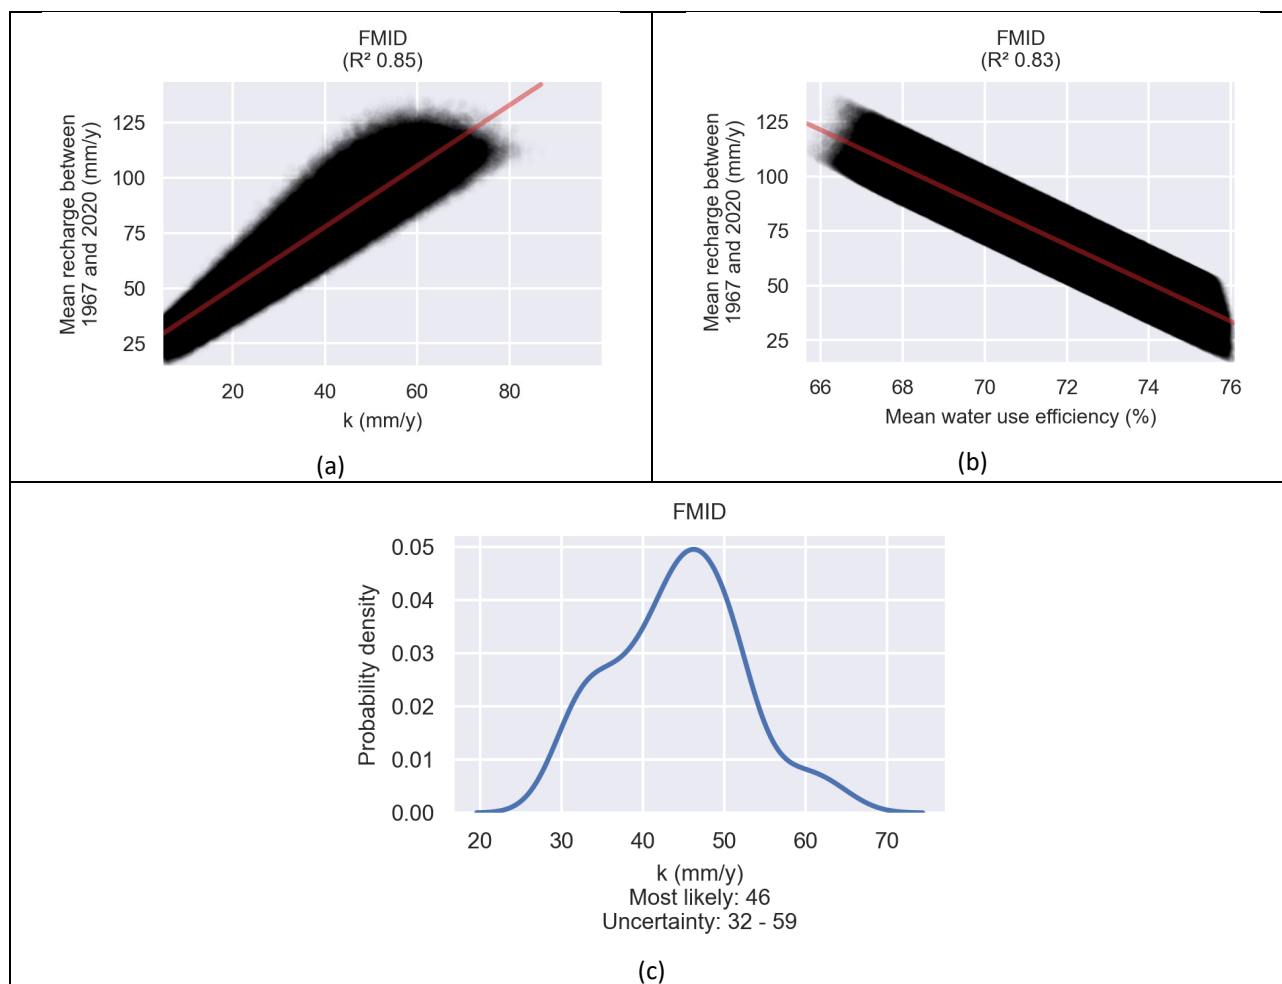 FMID
(R² 0.85)
Mean recharge between
1967 and 2020 (mm/y)
125
100
75
50
25
20 40 60 80
k (mm/y)
(a)
FMID
(R² 0.83)
Mean recharge between
1967 and 2020 (mm/y)
125
100
75
50
25
66 68 70 72 74 76
Mean water use efficiency (%)
(b)
FMID
Probability density
0.05
0.04
0.03
0.02
0.01
0.00
20 30 40 50 60 70
k (mm/y)
Most likely: 46
Uncertainty: 32 - 59
(c)